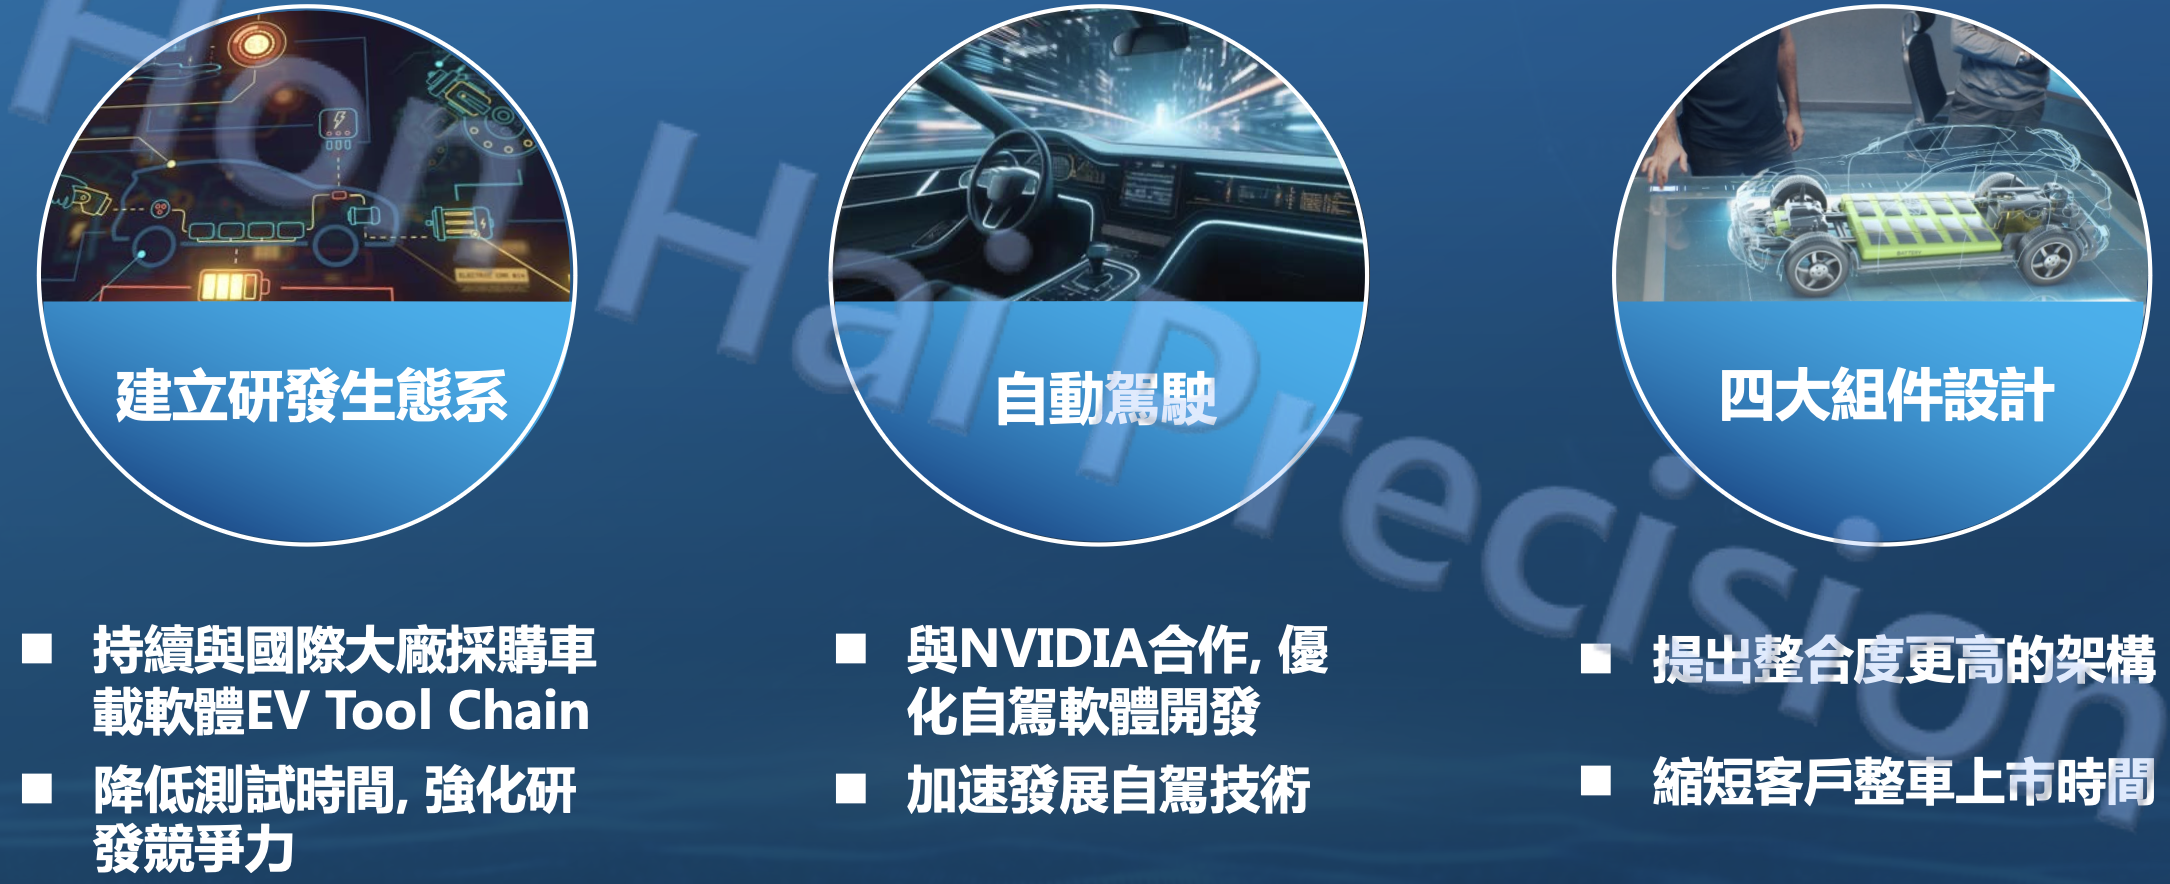 Hon Hai Precision
建立研發生態系
持續與國際大廠採購車
載軟體EV Tool Chain
降低測試時間, 強化研
發競爭力
自動駕駛
與NVIDIA合作, 優
化自駕軟體開發
加速發展自駕技術
四大組件設計
BATTERY
提出整合度更高的架構
縮短客戶整車上市時間